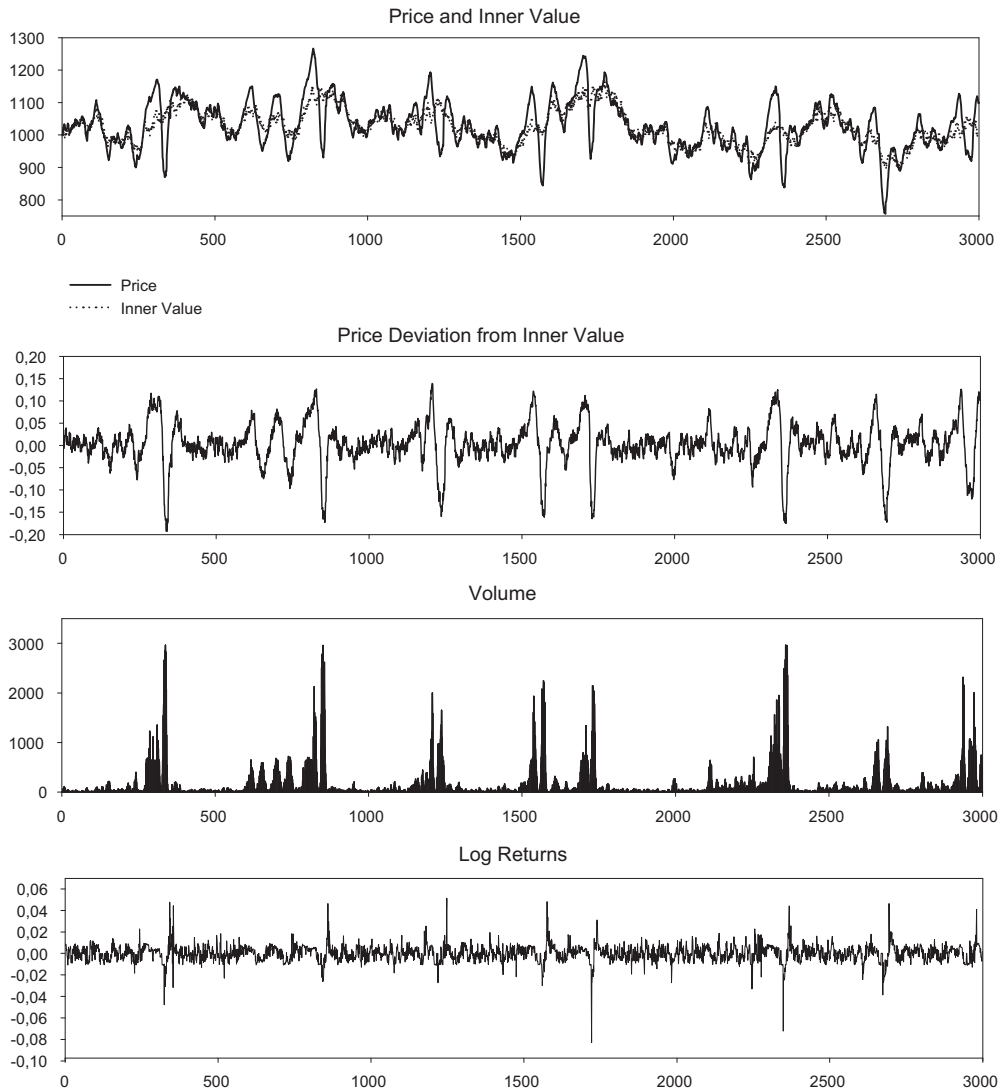 Price and Inner Value
1300
1200
1100
1000
900
800
0 500 1000 1500 2000 2500 3000
Price
Inner Value
Price Deviation from Inner Value
0,20
0,15
0,10
0,05
0,00
-0,05
-0,10
-0,15
-0,20
0 500 1000 1500 2000 2500 3000
Volume
3000
2000
1000
0
0 500 1000 1500 2000 2500 3000
Log Returns
0,06
0,04
0,02
0,00
-0,02
-0,04
-0,06
-0,08
-0,10
0 500 1000 1500 2000 2500 3000